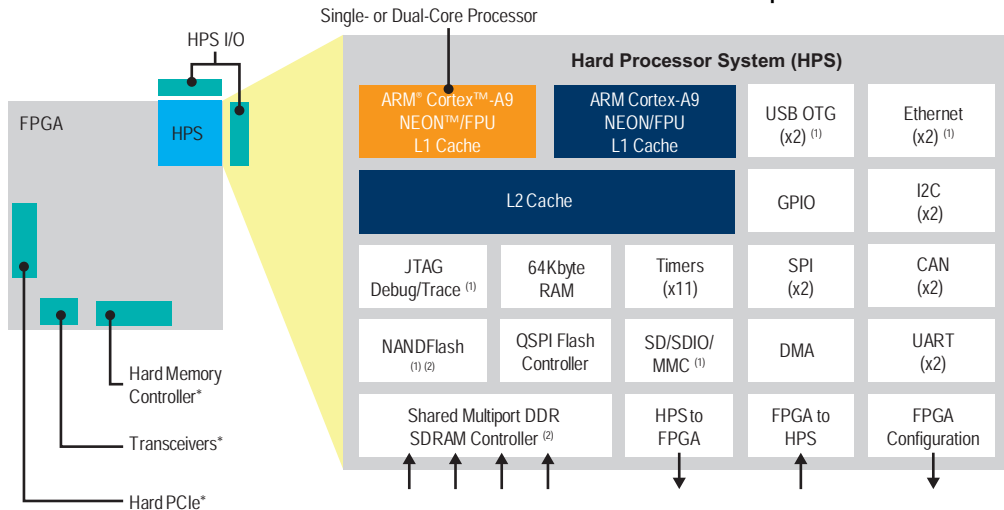 Single- or Dual-Core Processor
HPS I/O
FPGA
HPS
Hard Memory
Controller*
Transceivers*
Hard PCIe*
Hard Processor System (HPS)
ARM® Cortex™-A9
NEON™/FPU
L1 Cache
ARM Cortex-A9
NEON/FPU
L1 Cache
USB OTG
(x2) (1)
Ethernet
(x2) (1)
L2 Cache
GPIO
I2C
(x2)
JTAG
Debug/Trace (1)
64Kbyte
RAM
Timers
(x11)
SPI
(x2)
CAN
(x2)
NANDFlash
(1) (2)
QSPI Flash
Controller
SD/SDIO/
MMC (1)
DMA
UART
(x2)
Shared Multiport DDR
SDRAM Controller (2)
HPS to
FPGA
FPGA to
HPS
FPGA
Configuration